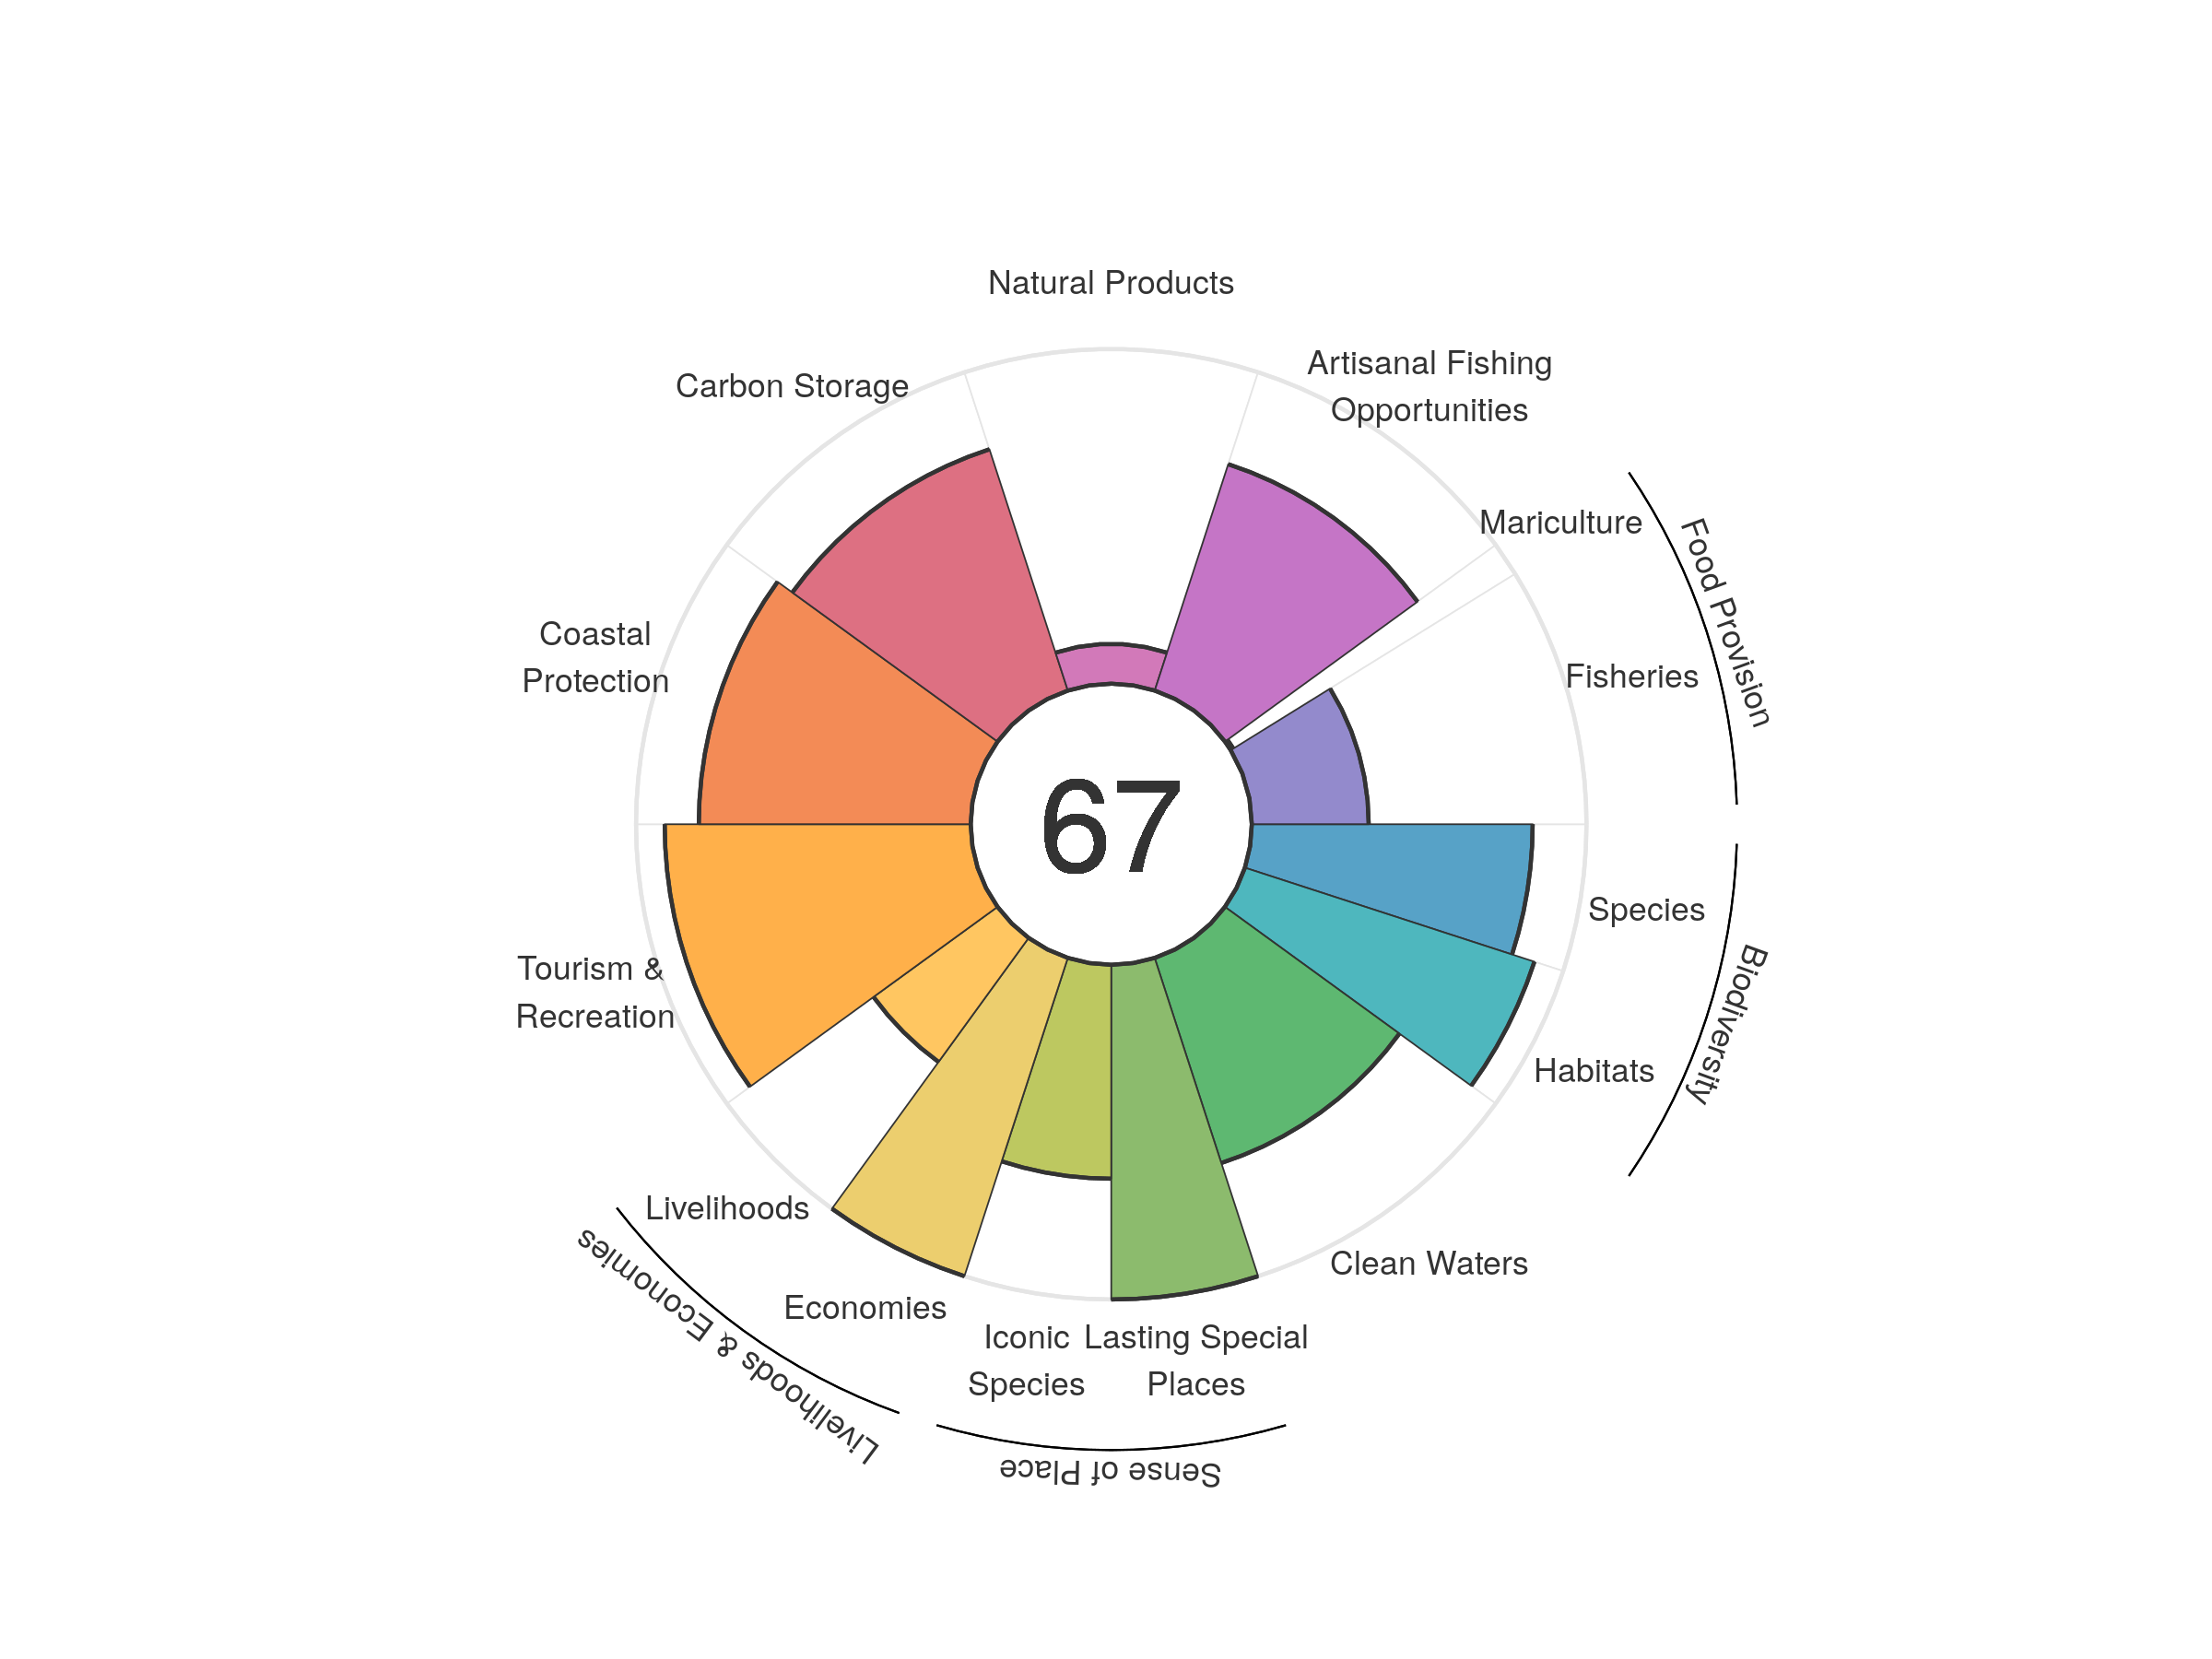 Natural Products
Artisanal Fishing
Opportunities
Carbon Storage
Mariculture
Food Provision
Fisheries
Coastal
Protection
67
Species
Biodiversity
Tourism &
Recreation
Habitats
Livelihoods
Livelihoods & Economies
Clean Waters
Economies
Iconic
Species
Lasting Special
Places
Sense of Place